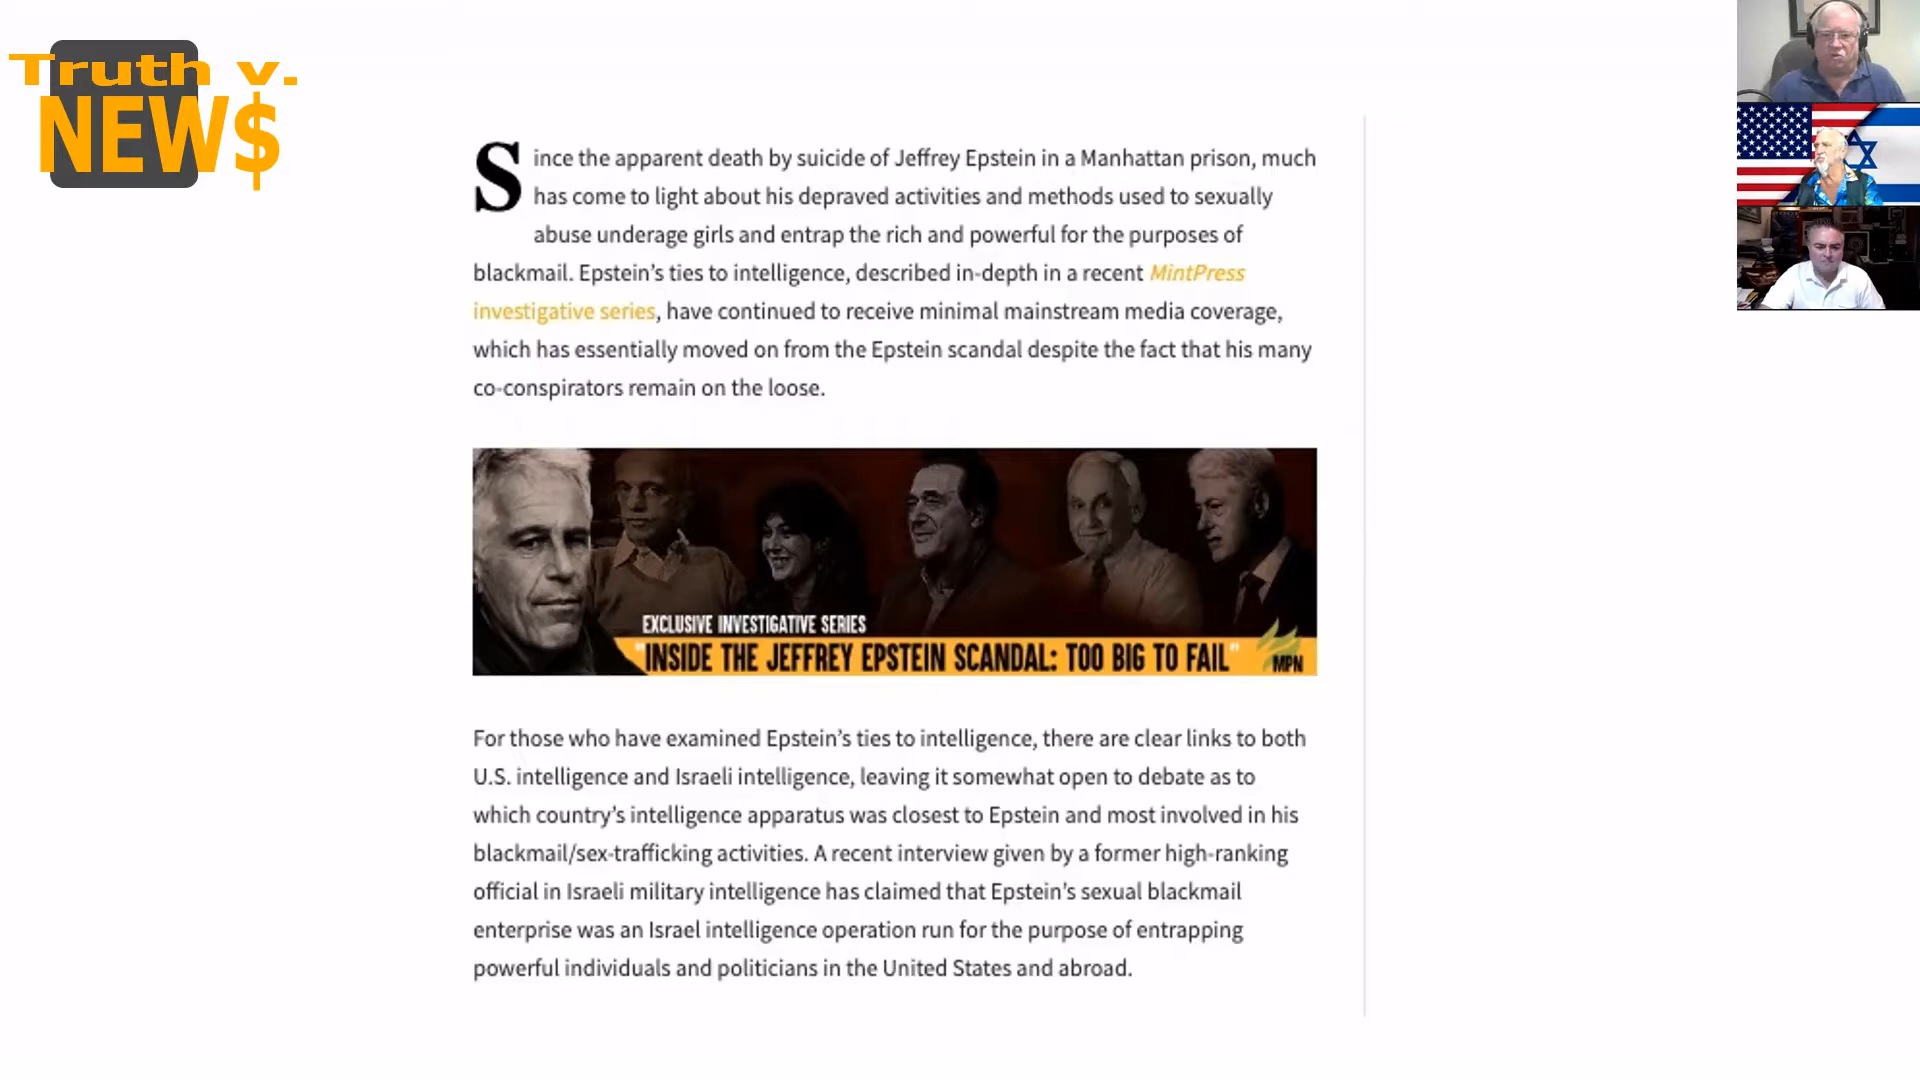 Truth v.
NEW$
Since the apparent death by suicide of Jeffrey Epstein in a Manhattan prison, much
has come to light about his depraved activities and methods used to sexually
abuse underage girls and entrap the rich and powerful for the purposes of
blackmail. Epstein’s ties to intelligence, described in-depth in a recent MintPress
investigative series, have continued to receive minimal mainstream media coverage,
which has essentially moved on from the Epstein scandal despite the fact that his many
co-conspirators remain on the loose.
EXCLUSIVE INVESTIGATIVE SERIES
"INSIDE THE JEFFREY EPSTEIN SCANDAL: TOO BIG TO FAIL"
MPN
For those who have examined Epstein’s ties to intelligence, there are clear links to both
U.S. intelligence and Israeli intelligence, leaving it somewhat open to debate as to
which country’s intelligence apparatus was closest to Epstein and most involved in his
blackmail/sex-trafficking activities. A recent interview given by a former high-ranking
official in Israeli military intelligence has claimed that Epstein’s sexual blackmail
enterprise was an Israel intelligence operation run for the purpose of entrapping
powerful individuals and politicians in the United States and abroad.